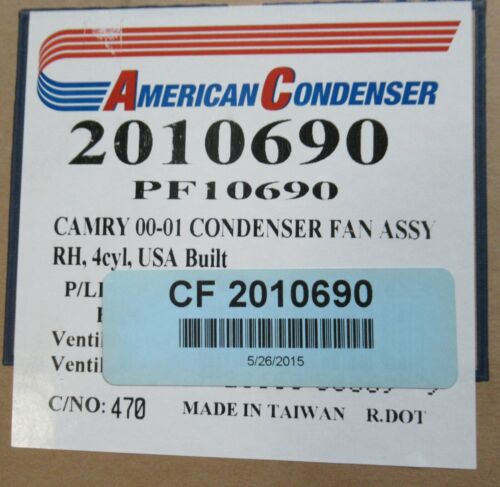 AMERICAN CONDENSER
2010690
PF10690
CAMRY 00-01 CONDENSER FAN ASSY
RH, 4cyl, USA Built
P/LI
CF 2010690
Ventil
5/26/2015
Ventil
C/NO: 470 MADE IN TAIWAN R.DOT